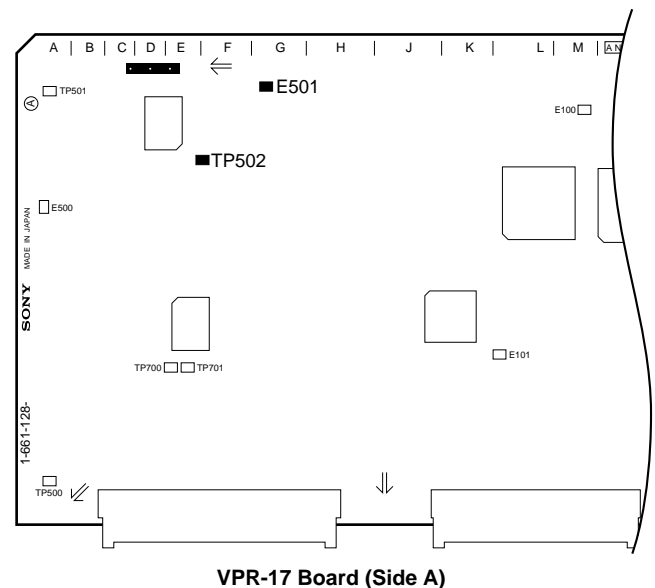 A B C D E F G H J K L M A N
TP501
E501
A
E100
TP502
E500
MADE IN JAPAN
SONY
E101
TP700 TP701
1-661-128-
TP500
VPR-17 Board (Side A)